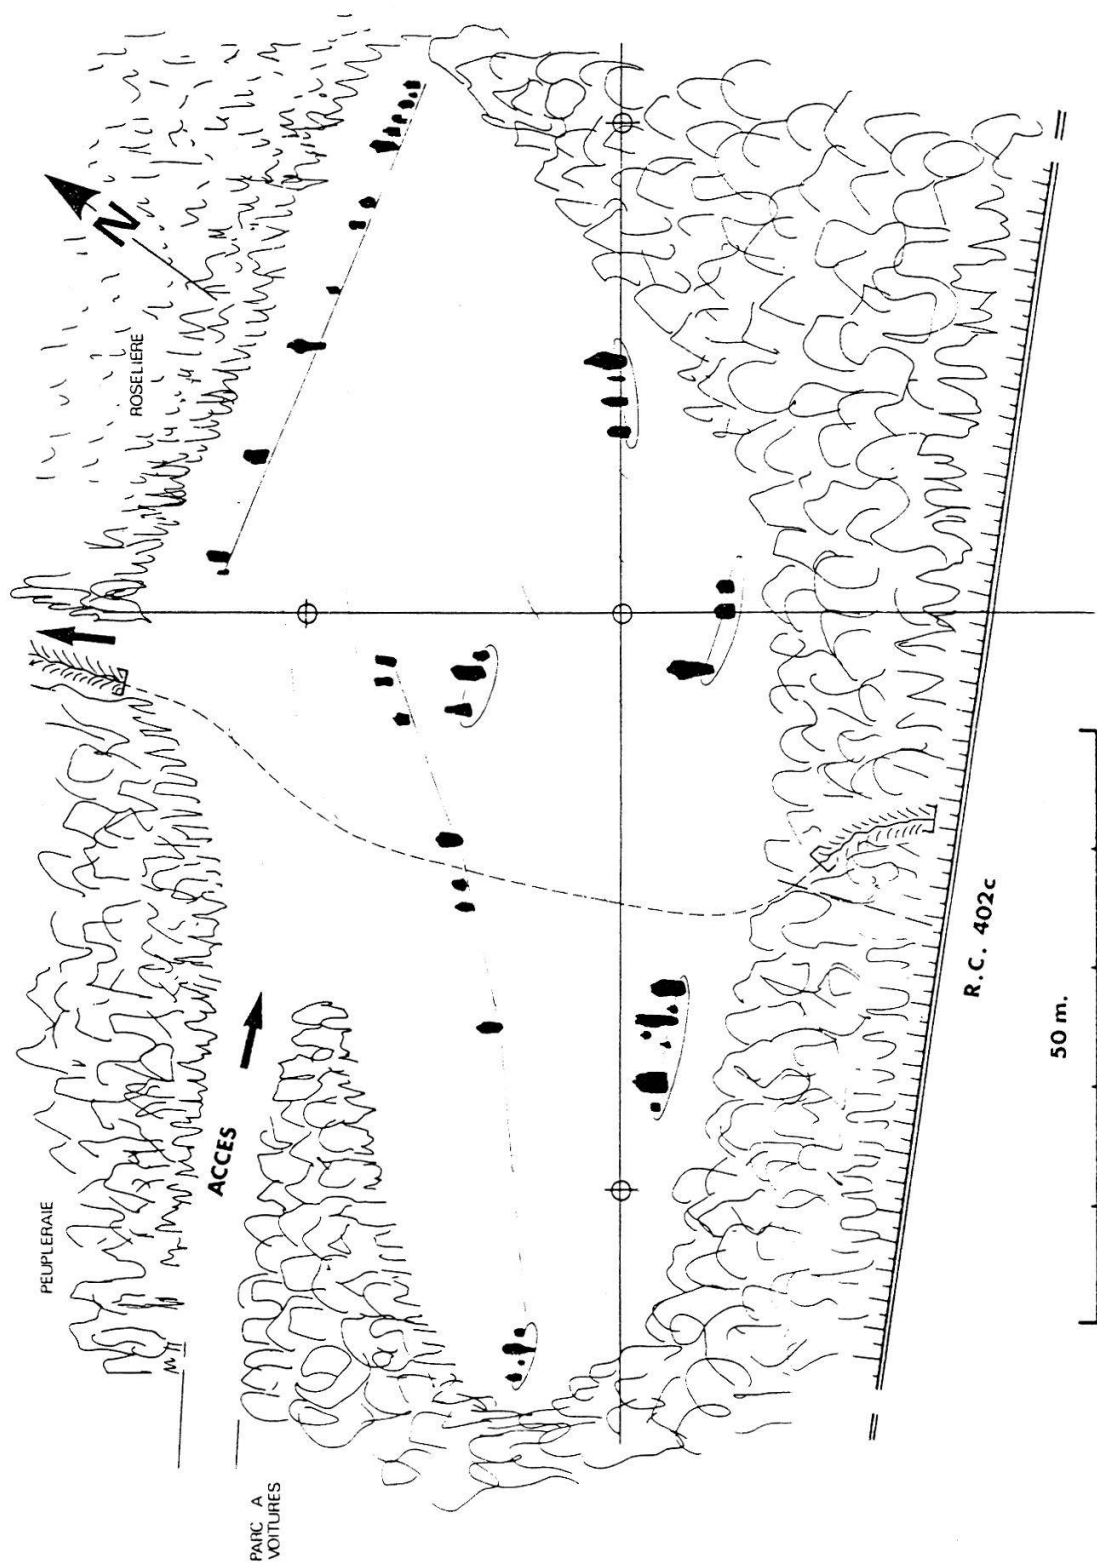 N
ROSELIÈRE
PEUPLERAIE
ACCES
PARC A
VOITURES
R.C. 402c
50 m.